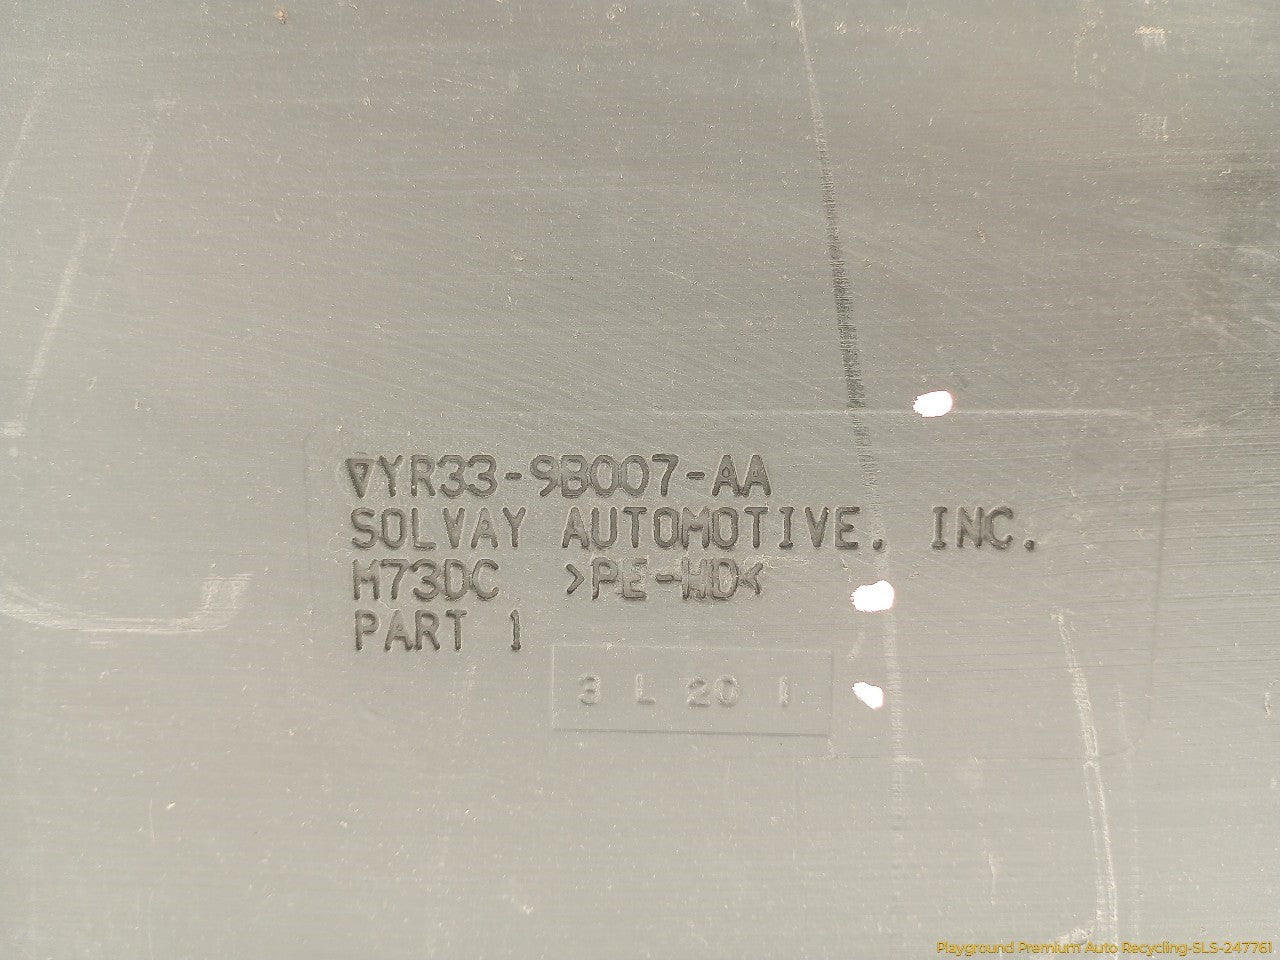 ▽YR33-9B007-AA
SOLVAY AUTOMOTIVE, INC.
M73DC >PE-HD<
PART 1
3 L 20 1
Playground Premium Auto Recycling-SLS-247761